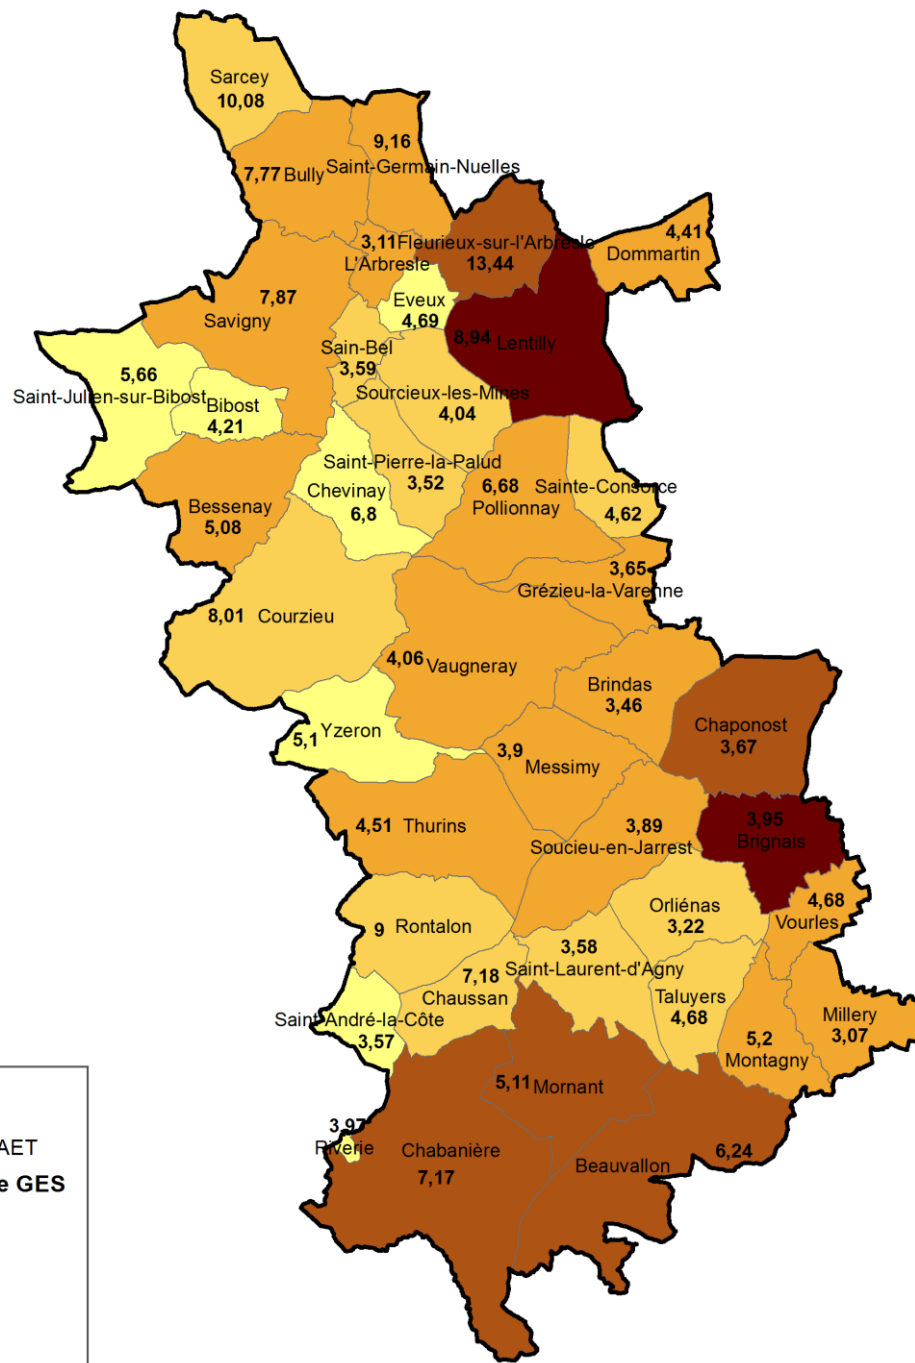 Sarcey
10,08
9,16
Saint-Germain-Nuelles
7,77 Bully
3,11 Fleurieux-sur-l'Arbresle
13,44
L'Arbresle
4,41
Dommartin
7,87
Savigny
Eveux
4,69
8,94 Lentilly
Sain-Bel
3,59
5,66
Saint-Julien-sur-Bibost
Bibost
4,21
Sourcieux-les-Mines
4,04
Saint-Pierre-la-Palud
3,52
Chevinay
6,8
6,68
Pollionnay
Sainte-Consorce
4,62
Bessenay
5,08
3,65
Grézieu-la-Varenne
8,01 Courzieu
4,06 Vaugneray
Brindas
3,46
Chaponost
3,67
Yzeron
5,1
3,9
Messimy
4,51 Thurins
3,89
Soucieu-en-Jarrest
3,95
Brignais
Orliénas
3,22
4,68
Vourles
9 Rontalon
3,58
Saint-Laurent-d'Agny
7,18
Chaussan
Taluyers
4,68
Saint-André-la-Côte
3,57
Millery
3,07
5,2
Montagny
5,11 Mornant
3,97
Riverie
Chabanière
7,17
Beauvallon
6,24
AET
e GES